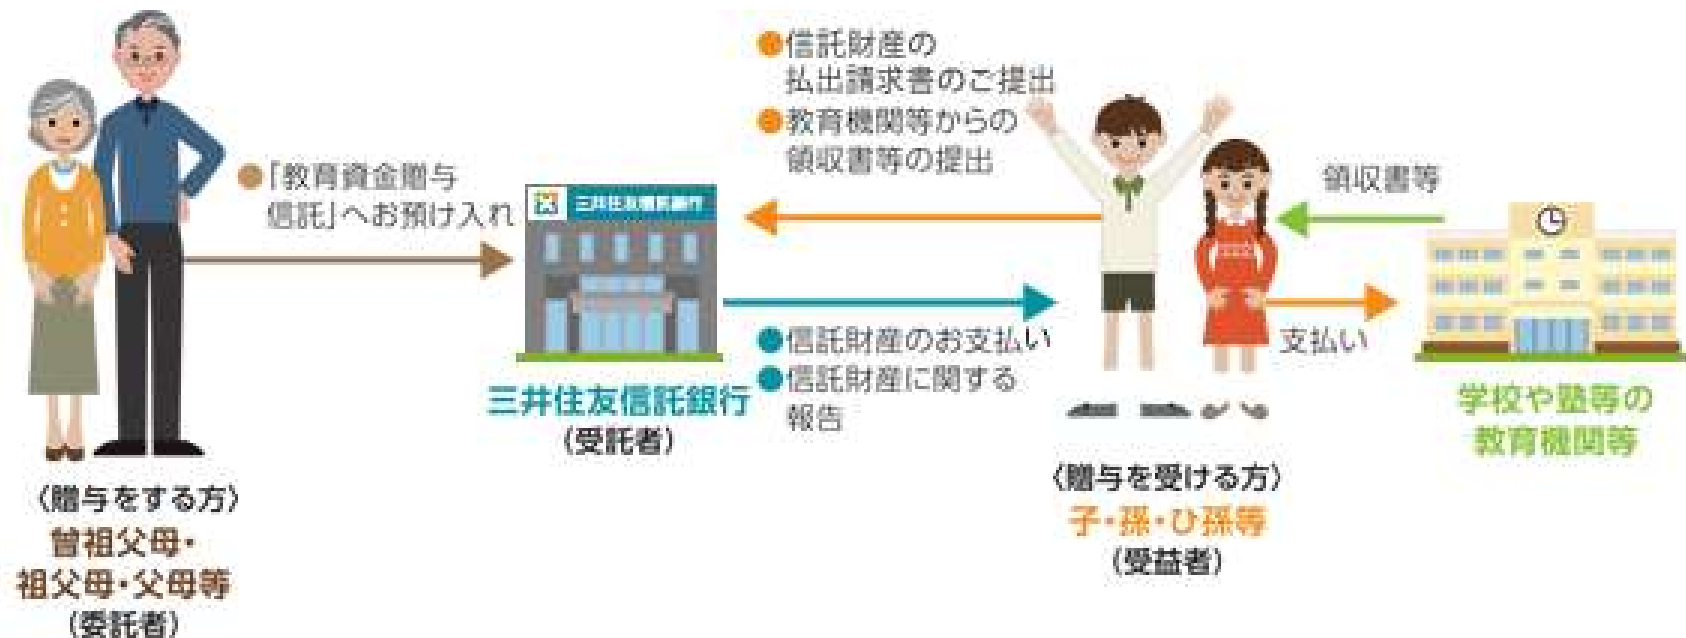 ●「教育資金贈与
信託」へお預け入れ
●信託財産の
払出請求書のご提出
●教育機関等からの
領収書等の提出
三井住友信託銀行
領収書等
●信託財産のお支払い
●信託財産に関する
報告
支払い
三井住友信託銀行
(受託者)
学校や塾等の
教育機関等
〈贈与をする方〉
曾祖父母・
祖父母・父母等
(委託者)
〈贈与を受ける方〉
子・孫・ひ孫等
(受益者)